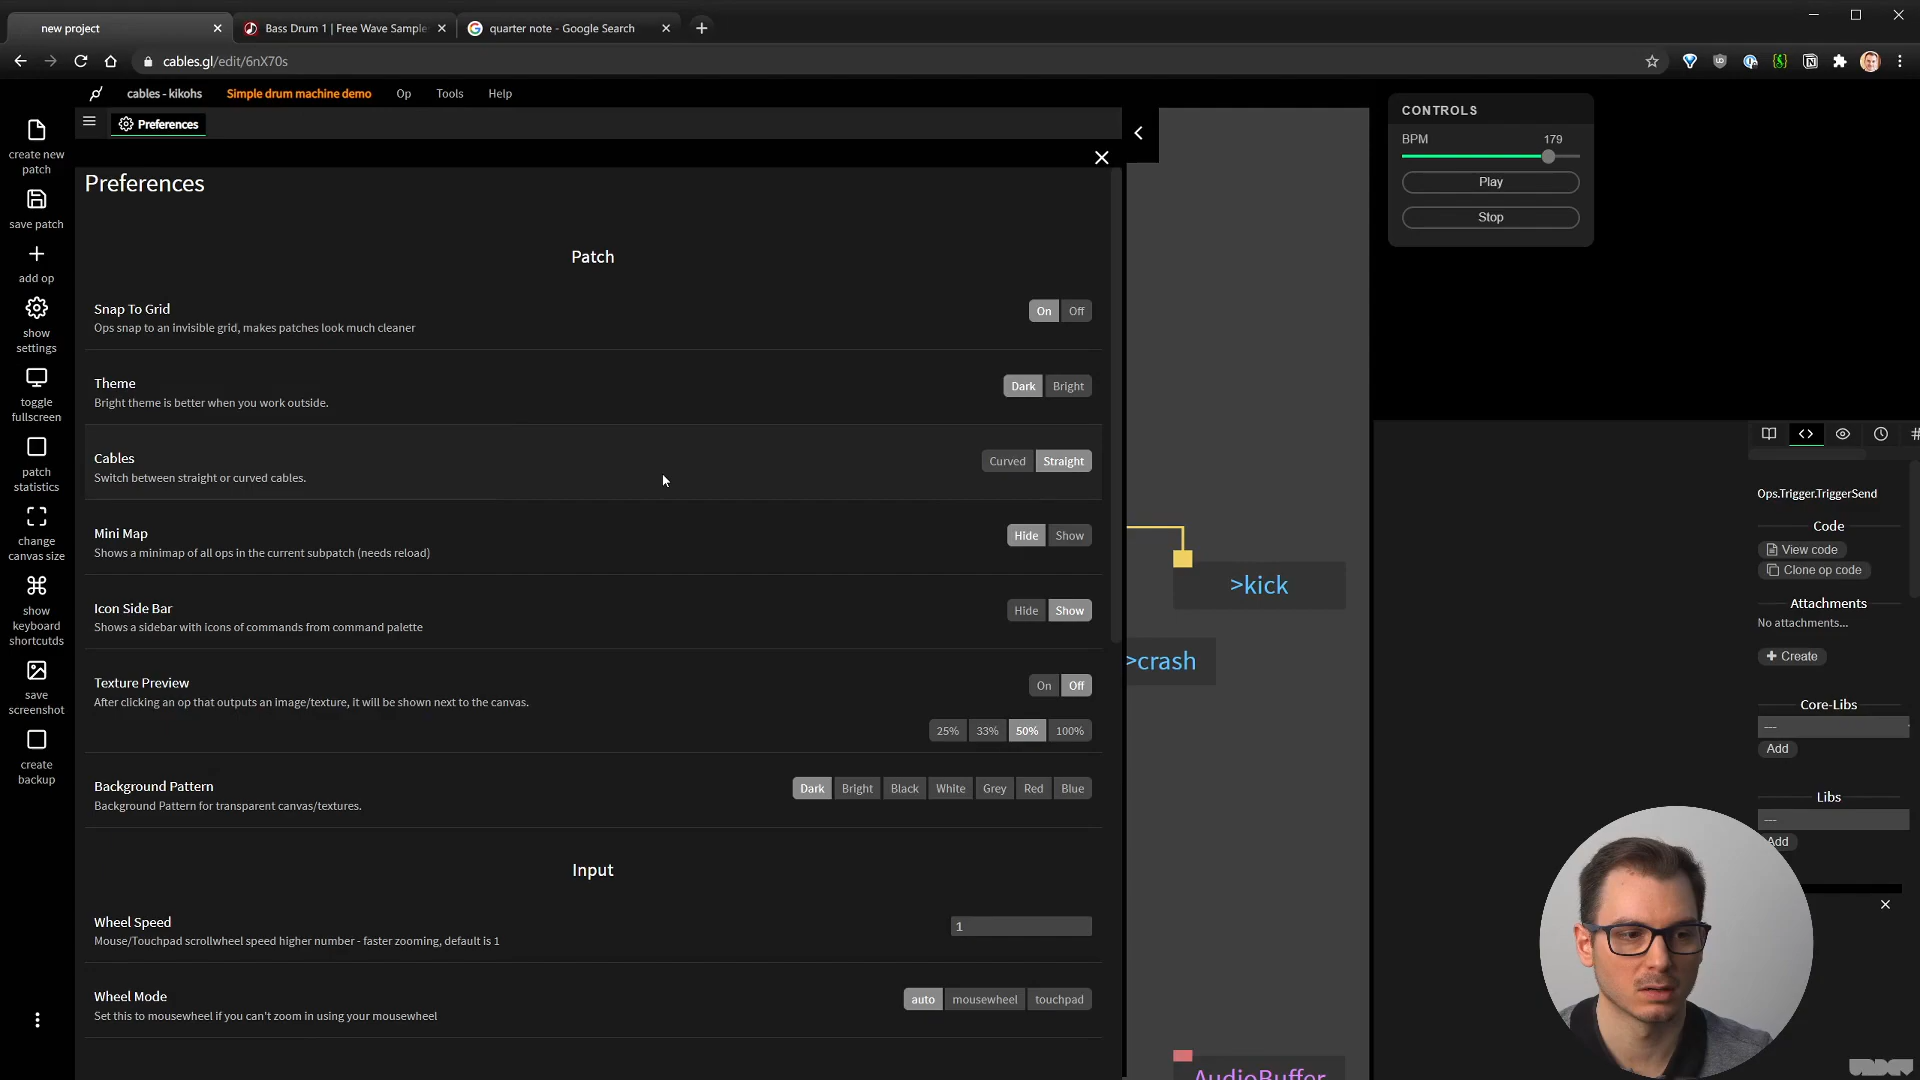 new project
Bass Drum 1 | Free Wave Sample
quarter note - Google Search
cables.gl/edit/6nX70s
cables - kikohs
Simple drum machine demo
Op
Tools
Help
Preferences
create new
patch
save patch
add op
show
settings
toggle
fullscreen
patch
statistics
change
canvas size
show
keyboard
shortcutds
save
screenshot
create
backup
Preferences
Patch
Snap To Grid
On Off
Ops snap to an invisible grid, makes patches look much cleaner
Theme
Dark Bright
Bright theme is better when you work outside.
Cables
Curved Straight
Switch between straight or curved cables.
Mini Map
Hide Show
Shows a minimap of all ops in the current subpatch (needs reload)
Icon Side Bar
Hide Show
Shows a sidebar with icons of commands from command palette
Texture Preview
On Off
After clicking an op that outputs an image/texture, it will be shown next to the canvas.
25% 33% 50% 100%
Background Pattern
Dark Bright Black White Grey Red Blue
Background Pattern for transparent canvas/textures.
Input
Wheel Speed
1
Mouse/Touchpad scrollwheel speed higher number - faster zooming, default is 1
Wheel Mode
auto mousewheel touchpad
Set this to mousewheel if you can't zoom in using your mousewheel
>kick
>crash
AudioBuffer
CONTROLS
BPM 179
Play
Stop
Ops.Trigger.TriggerSend
Code
View code
Clone op code
Attachments
No attachments...
Create
Core-Libs
---
Add
Libs
---
Add